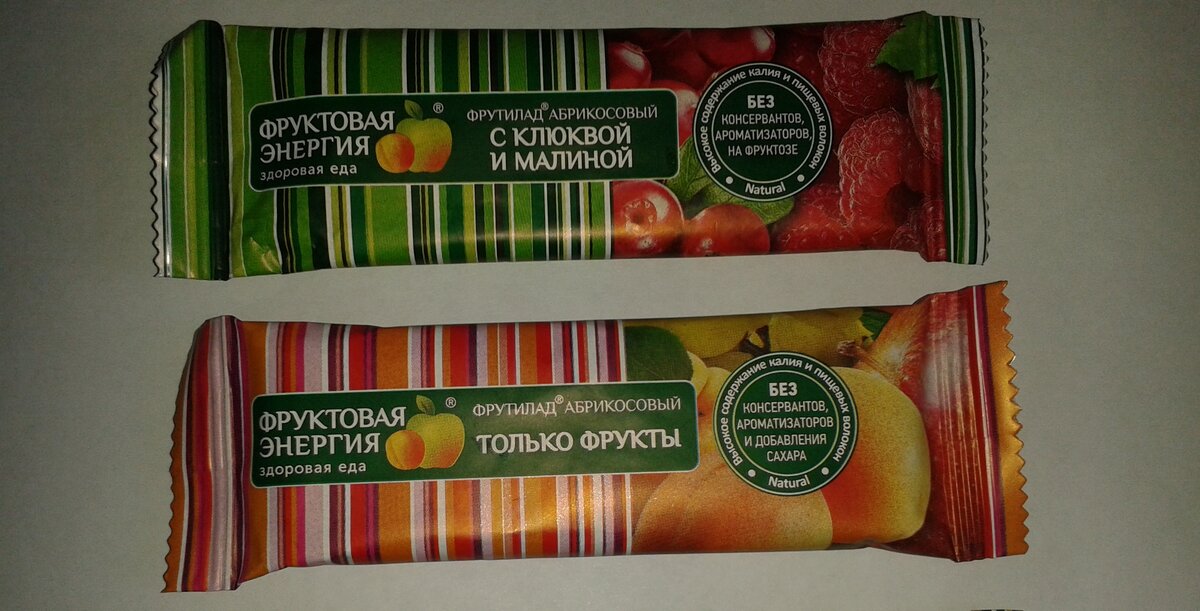 ФРУКТОВАЯ
ЭНЕРГИЯ
здоровая еда
®
ФРУТИЛАД® АБРИКОСОВЫЙ
С КЛЮКВОЙ
И МАЛИНОЙ
Высокое содержание калия и пищевых волокон
БЕЗ
КОНСЕРВАНТОВ,
АРОМАТИЗАТОРОВ,
НА ФРУКТОЗЕ
Natural
ФРУКТОВАЯ
ЭНЕРГИЯ
здоровая еда
®
ФРУТИЛАД® АБРИКОСОВЫЙ
ТОЛЬКО ФРУКТЫ
Высокое содержание калия и пищевых волокон
БЕЗ
КОНСЕРВАНТОВ,
АРОМАТИЗАТОРОВ
И ДОБАВЛЕНИЯ
САХАРА
Natural